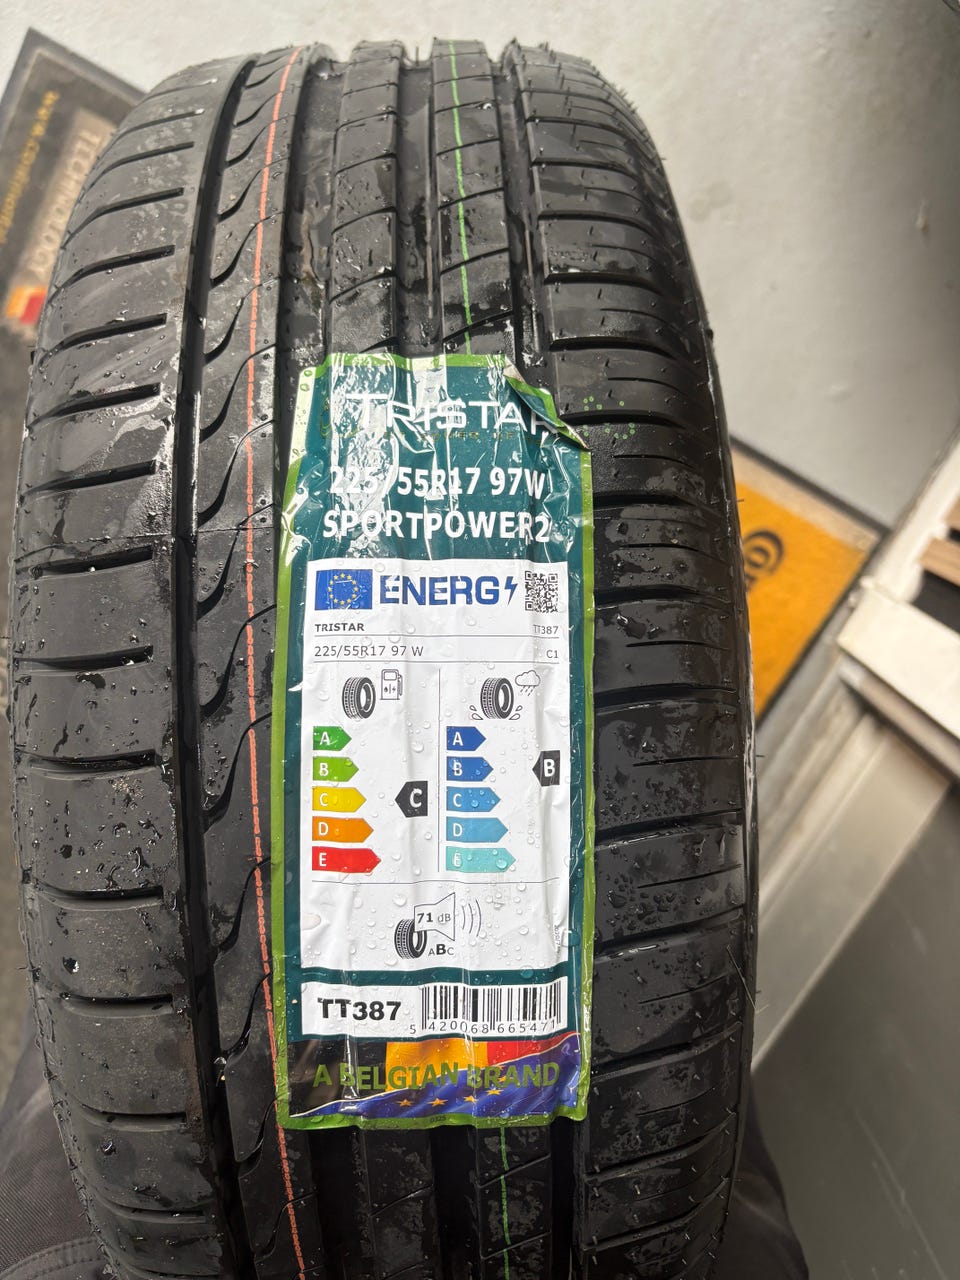 TRISTAR
225/55R17 97W
SPORTPOWER2
ENERG
TRISTAR TT387
225/55R17 97 W C1
A A
B B B
C C C
D D
E E
71 dB
ABC
TT387
5 420068 665471
A BELGIAN BRAND
TECHNOLOGY